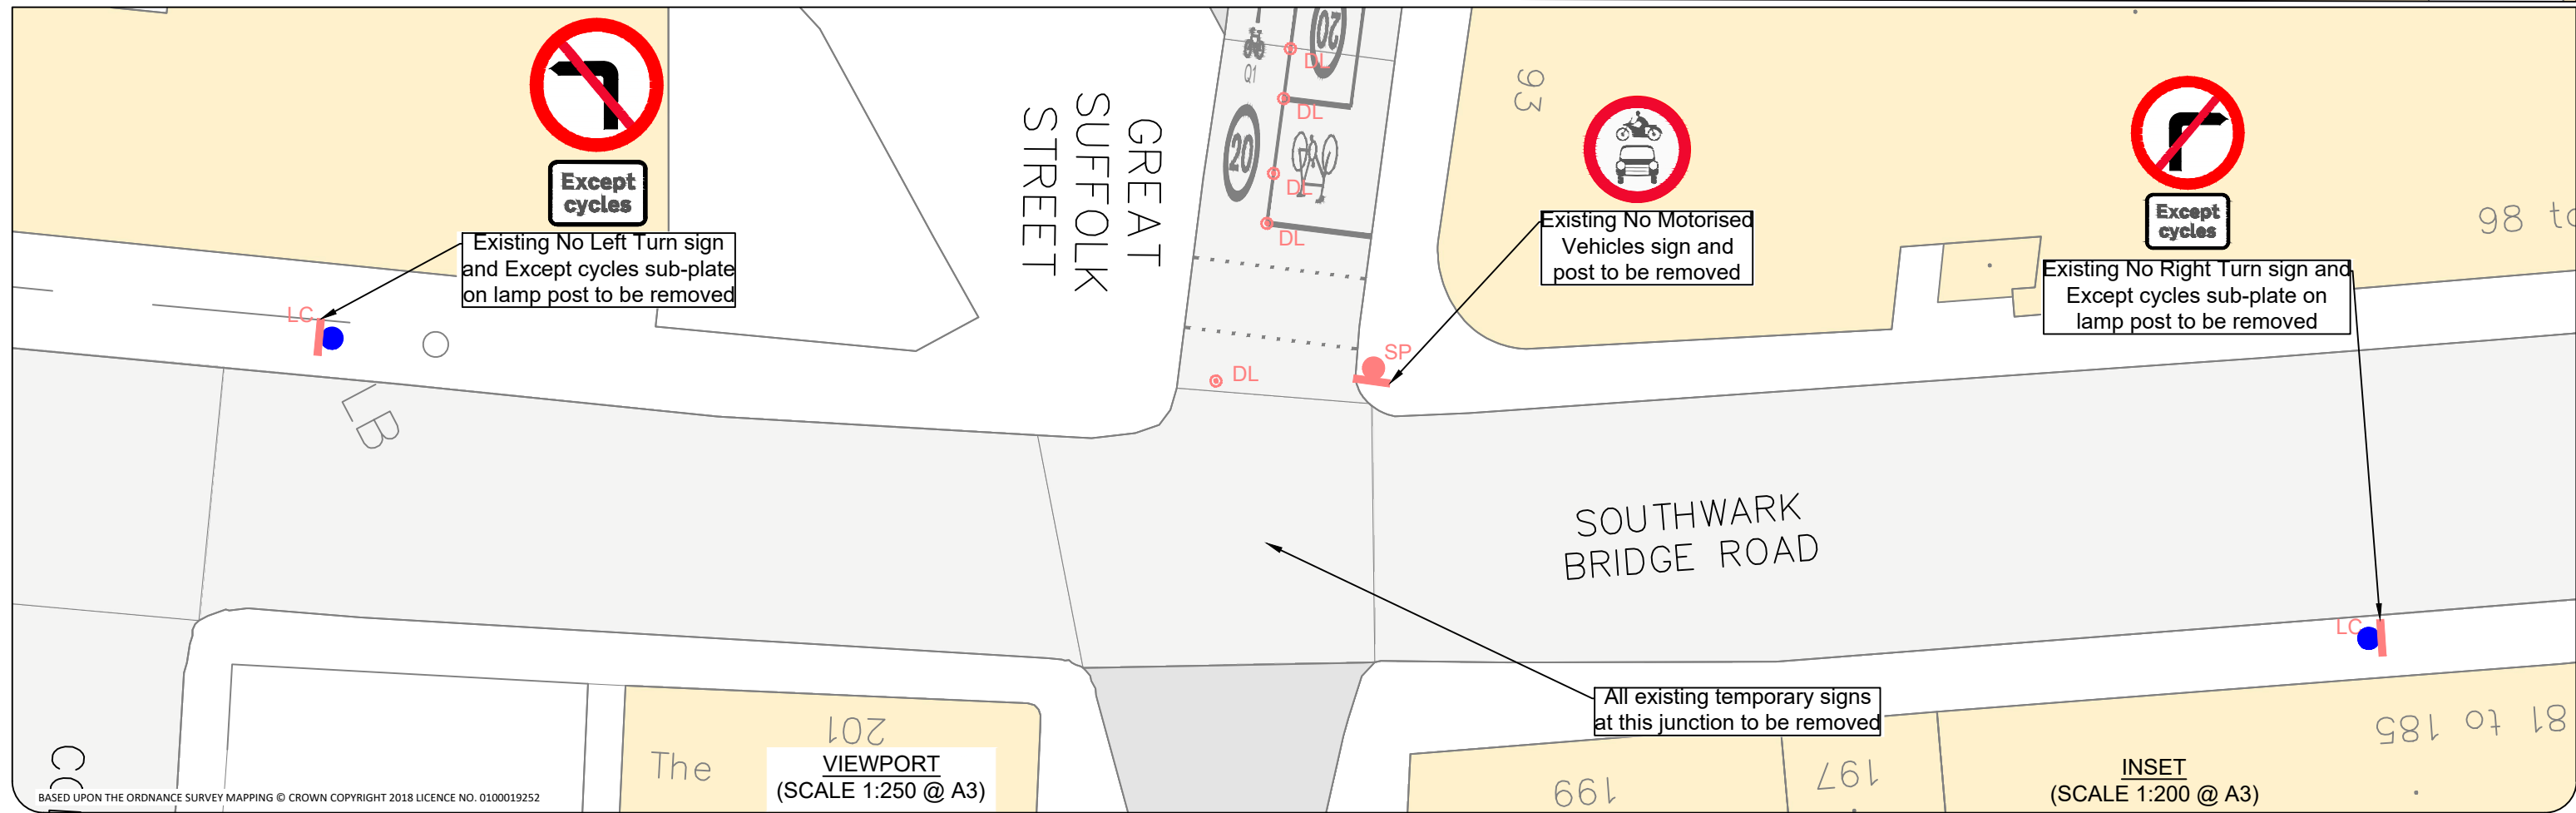 Except
cycles
Existing No Left Turn sign
and Except cycles sub-plate
on lamp post to be removed
LC
LB
GREAT
SUFFOLK
STREET
20
20
DL
DL
DL
DL
DL
93
Existing No Motorised
Vehicles sign and
post to be removed
SP
Except
cycles
Existing No Right Turn sign and
Except cycles sub-plate on
lamp post to be removed
98 to
SOUTHWARK
BRIDGE ROAD
LC
All existing temporary signs
at this junction to be removed
201
The
VIEWPORT
(SCALE 1:250 @ A3)
199
197
81 to 185
INSET
(SCALE 1:200 @ A3)
BASED UPON THE ORDNANCE SURVEY MAPPING © CROWN COPYRIGHT 2018 LICENCE NO. 0100019252